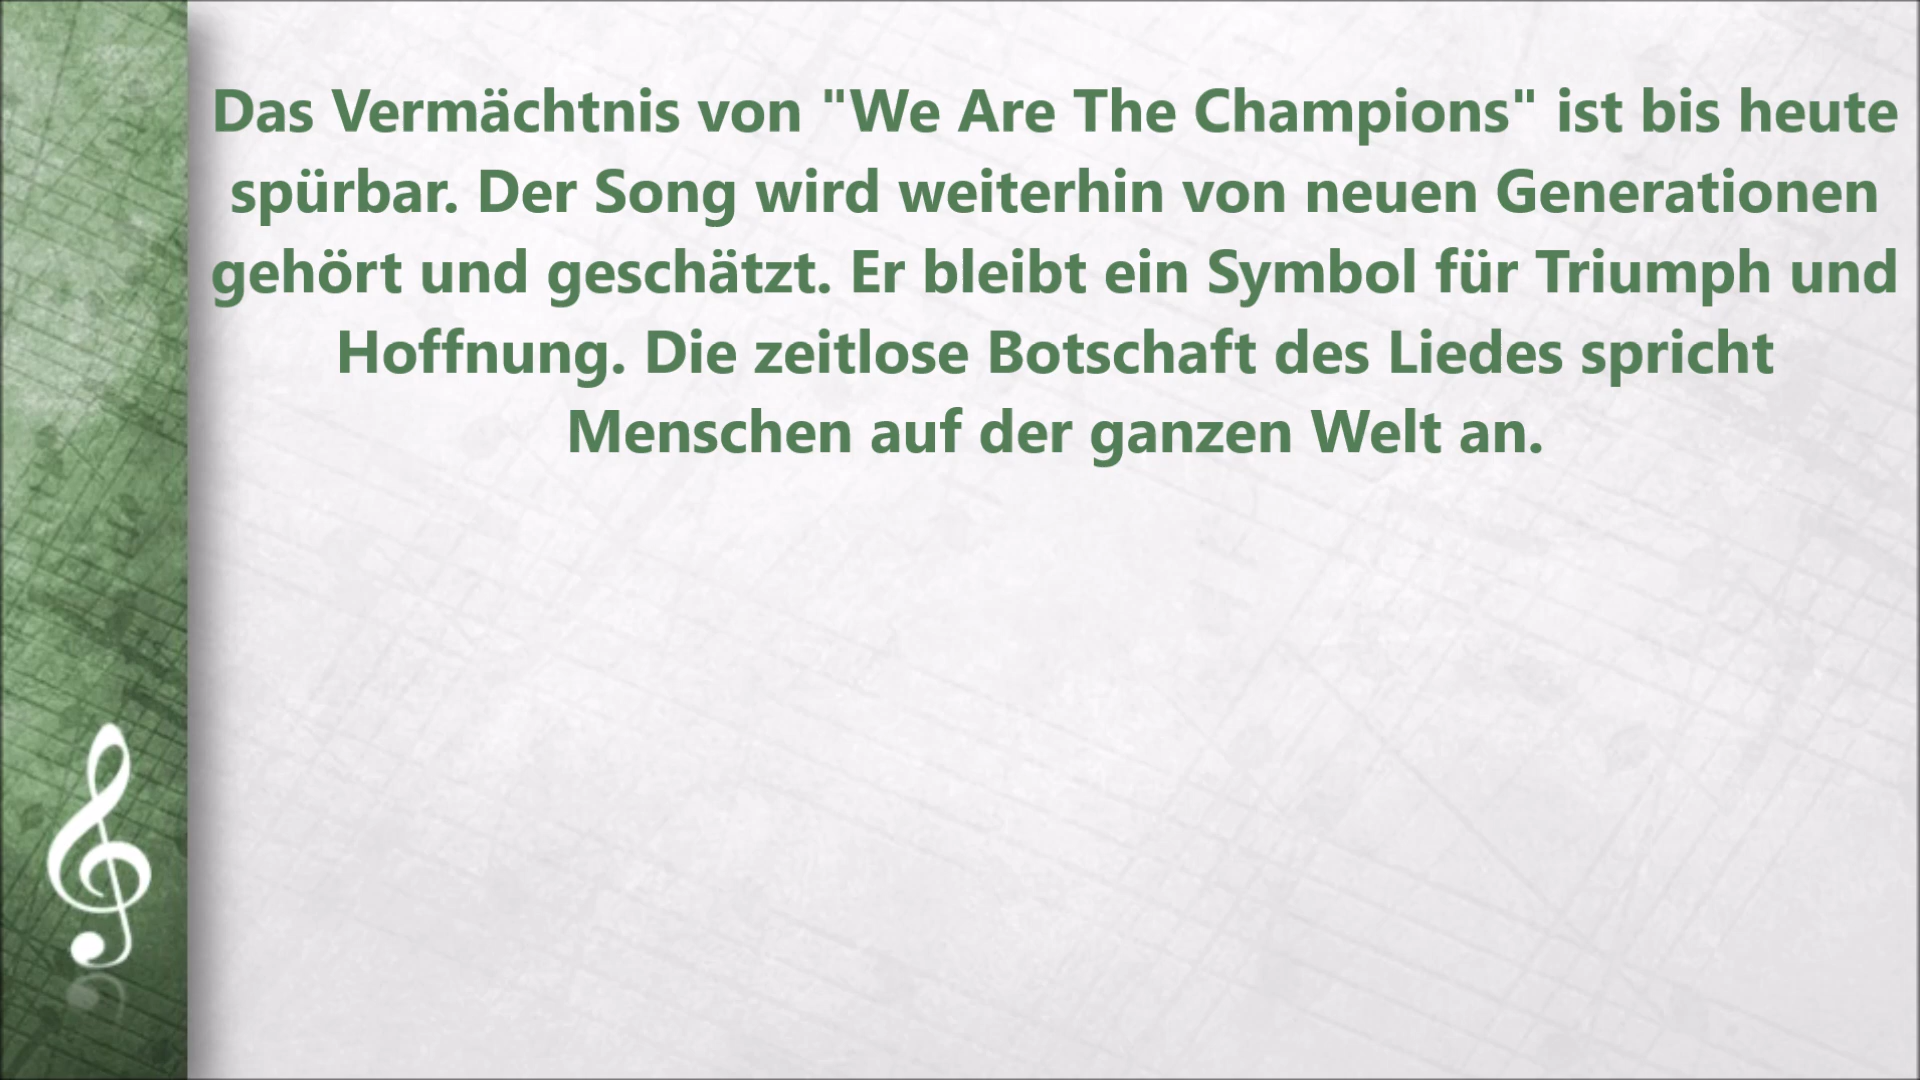 Das Vermächtnis von "We Are The Champions" ist bis heute
spürbar. Der Song wird weiterhin von neuen Generationen
gehört und geschätzt. Er bleibt ein Symbol für Triumph und
Hoffnung. Die zeitlose Botschaft des Liedes spricht
Menschen auf der ganzen Welt an.